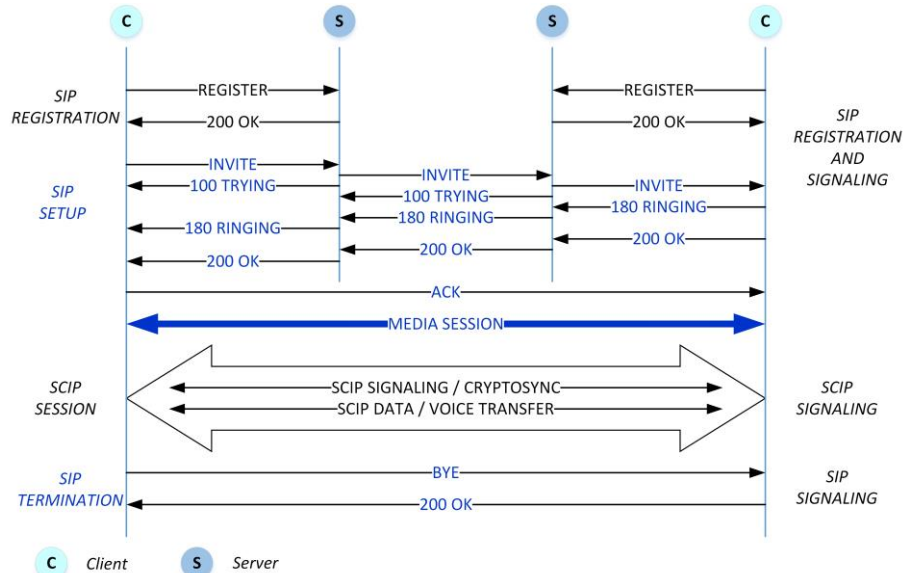 C S S C
REGISTER REGISTER
SIP
REGISTRATION
200 OK 200 OK
SIP
REGISTRATION
AND
SIGNALING
INVITE
INVITE
100 TRYING
INVITE
SIP
SETUP
100 TRYING
180 RINGING
180 RINGING
180 RINGING
200 OK
200 OK
200 OK
ACK
MEDIA SESSION
SCIP
SESSION
SCIP SIGNALING / CRYPTOSYNC
SCIP DATA / VOICE TRANSFER
SCIP
SIGNALING
BYE
SIP
TERMINATION
200 OK
SIP
SIGNALING
C Client S Server